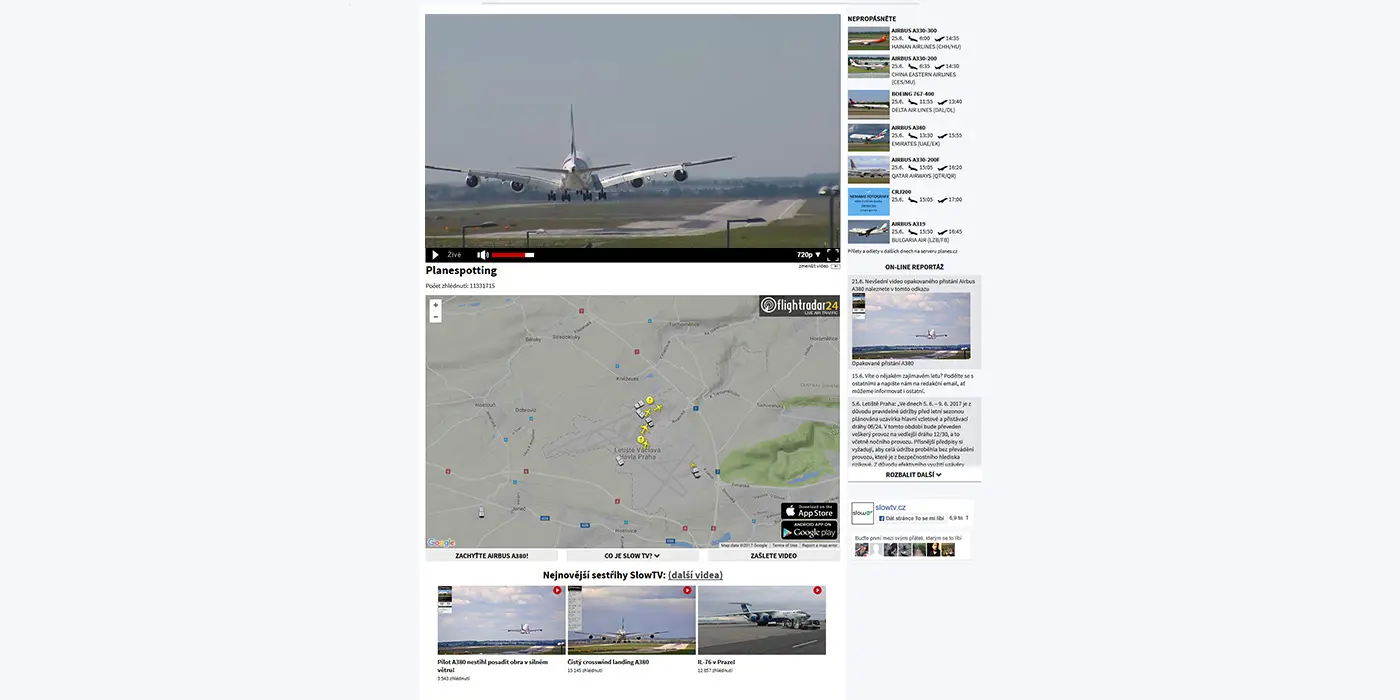 Živě
720p ▼
zmenšit video
Planespotting
Počet zhlédnutí: 11331715
+
−
flightradar24
LIVE AIR TRAFFIC
Tuchoměřice
Středokluky
Kněževes
Hostouň
Dobrovíz
Letiště Václava
Havla Praha
Jeneč
Hostivice
Download on the
App Store
ANDROID APP ON
Google play
Google
Map data ©2017 Google
Terms of Use
Report a map error
ZACHYŤTE AIRBUS A380!
CO JE SLOW TV?
ZAŠLETE VIDEO
Nejnovější sestřihy SlowTV: (další videa)
Pilot A380 nestihl posadit obra v silném
větru!
3 543 zhlédnutí
Čistý crosswind landing A380
15 145 zhlédnutí
IL-76 v Praze!
12 857 zhlédnutí
NEPROPÁSNĚTE
AIRBUS A330-300
25.6. 6:00 14:35
HAINAN AIRLINES (CHH/HU)
AIRBUS A330-200
25.6. 6:35 14:30
CHINA EASTERN AIRLINES
(CES/MU)
BOEING 767-400
25.6. 11:55 13:40
DELTA AIR LINES (DAL/DL)
AIRBUS A380
25.6. 13:30 15:55
EMIRATES (UAE/EK)
AIRBUS A330-200F
25.6. 15:05 16:20
QATAR AIRWAYS (QTR/QR)
CRJ200
25.6. 15:05 17:00
AIRBUS A319
25.6. 15:50 16:45
BULGARIA AIR (LZB/FB)
Přílety a odlety v dalších dnech na serveru planes.cz
ON-LINE REPORTÁŽ
21.6. Nevšední video opakovaného přistání Airbus
A380 naleznete v tomto odkazu
Opakované přistání A380
15.6. Víte o nějakém zajímavém letu? Podělte se s
ostatními a napište nám na redakční email, ať
můžeme informovat i ostatní.
5.6. Letiště Praha: „Ve dnech 5. 6. – 9. 6. 2017 je z
důvodu pravidelné údržby před letní sezonou
plánována uzavírka hlavní vzletové a přistávací
dráhy 06/24. V tomto období bude převeden
veškerý provoz na vedlejší dráhu 12/30, a to
včetně nočního provozu. Přísnější předpisy si
vyžadují, aby celá údržba proběhla bez převádění
provozu, které je z bezpečnostního hlediska
rizikové. Z důvodu efektivního využití uzávěry
ROZBALIT DALŠÍ
slowtv.cz
Dát stránce To se mi líbí
6,9 tis.
Buďte první mezi svými přáteli, kterým se to líbí